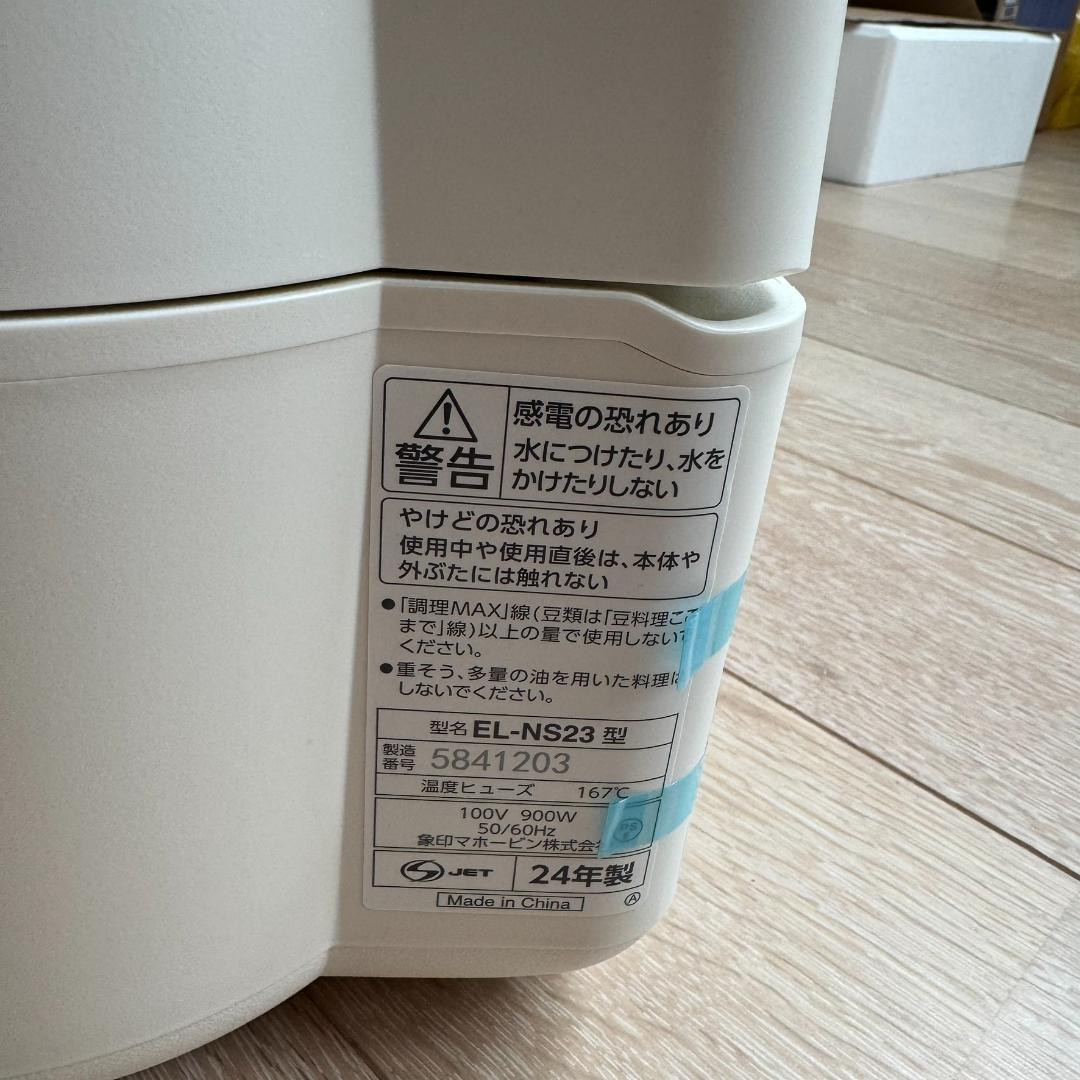 警告
感電の恐れあり
水につけたり、水を
かけたりしない
やけどの恐れあり
使用中や使用直後は、本体や
外ぶたには触れない
●「調理MAX」線(豆類は「豆料理ここ
まで」線)以上の量で使用しないで
ください。
●重そう、多量の油を用いた料理は
しないでください。
型名 EL-NS23 型
製造
番号 5841203
温度ヒューズ 167℃
100V 900W
50/60Hz
象印マホービン株式会
PS
E
JET 24年製
Made in China A